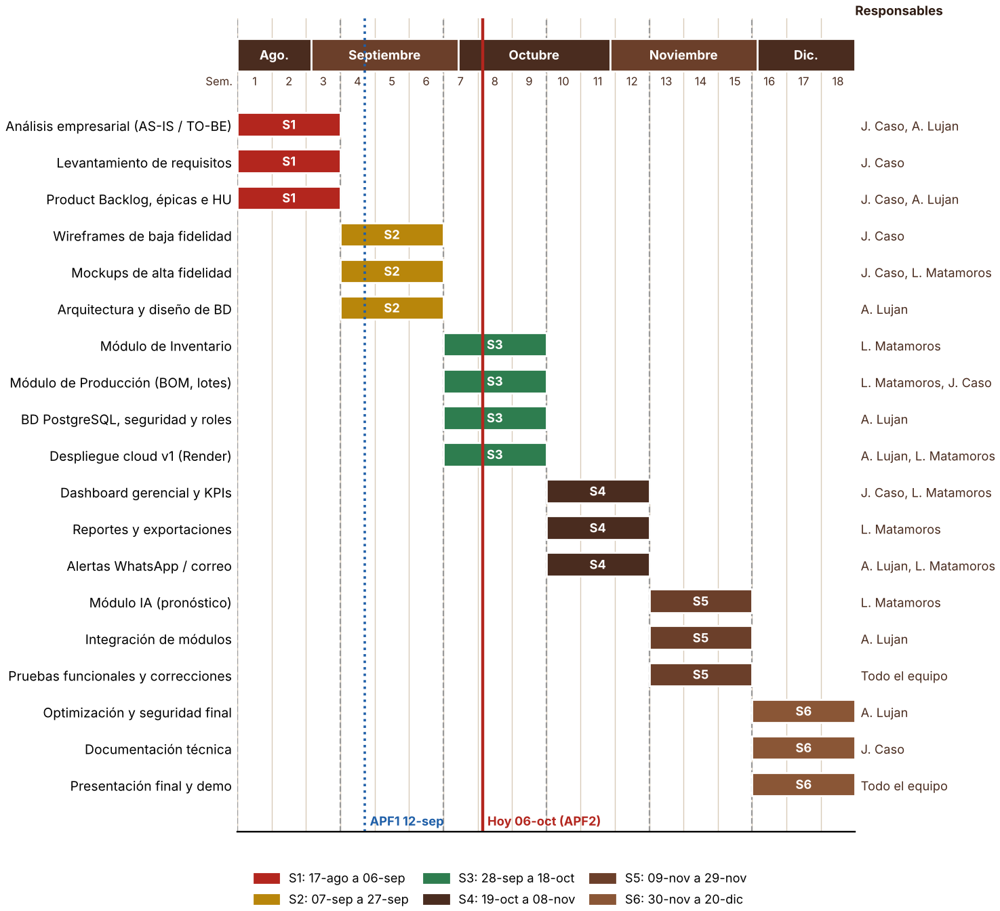 Responsables
Ago. Septiembre Octubre Noviembre Dic.
Sem. 1 2 3 4 5 6 7 8 9 10 11 12 13 14 15 16 17 18
Análisis empresarial (AS-IS / TO-BE) S1 J. Caso, A. Lujan
Levantamiento de requisitos S1 J. Caso
Product Backlog, épicas e HU S1 J. Caso, A. Lujan
Wireframes de baja fidelidad S2 J. Caso
Mockups de alta fidelidad S2 J. Caso, L. Matamoros
Arquitectura y diseño de BD S2 A. Lujan
Módulo de Inventario S3 L. Matamoros
Módulo de Producción (BOM, lotes) S3 L. Matamoros, J. Caso
BD PostgreSQL, seguridad y roles S3 A. Lujan
Despliegue cloud v1 (Render) S3 A. Lujan, L. Matamoros
Dashboard gerencial y KPIs S4 J. Caso, L. Matamoros
Reportes y exportaciones S4 L. Matamoros
Alertas WhatsApp / correo S4 A. Lujan, L. Matamoros
Módulo IA (pronóstico) S5 L. Matamoros
Integración de módulos S5 A. Lujan
Pruebas funcionales y correcciones S5 Todo el equipo
Optimización y seguridad final S6 A. Lujan
Documentación técnica S6 J. Caso
Presentación final y demo S6 Todo el equipo
APF1 12-sep Hoy 06-oct (APF2)
S1: 17-ago a 06-sep S3: 28-sep a 18-oct S5: 09-nov a 29-nov
S2: 07-sep a 27-sep S4: 19-oct a 08-nov S6: 30-nov a 20-dic